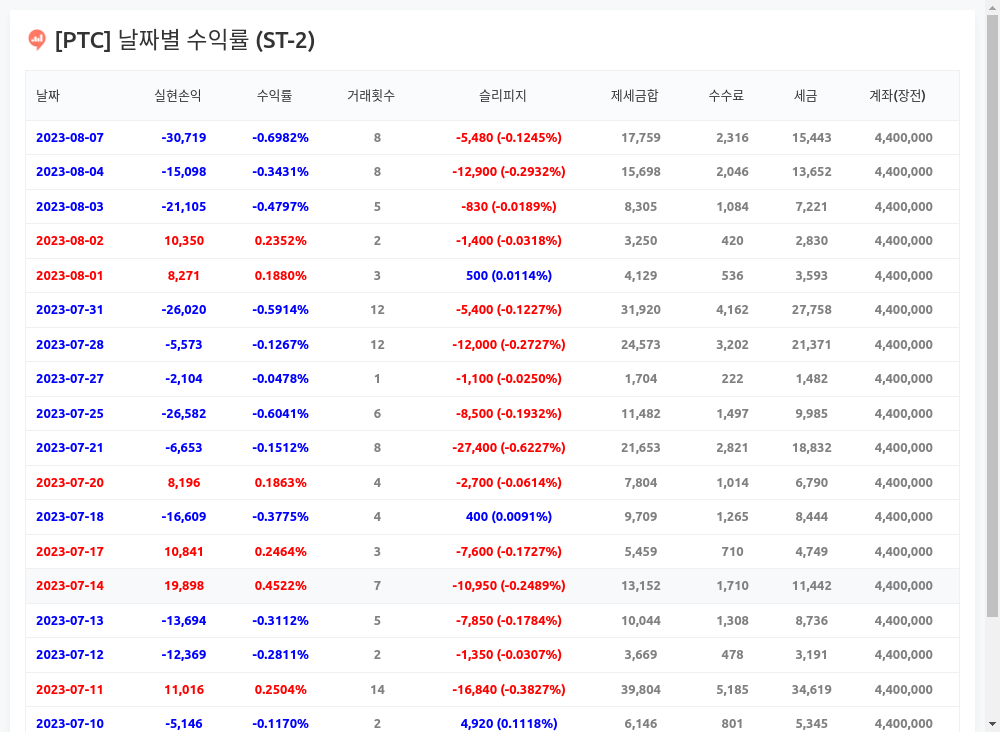 [PTC] 날짜별 수익률 (ST-2)
날짜 실현손익 수익률 거래횟수 슬리피지 제세금합 수수료 세금 계좌(장전)
2023-08-07 -30,719 -0.6982% 8 -5,480 (-0.1245%) 17,759 2,316 15,443 4,400,000
2023-08-04 -15,098 -0.3431% 8 -12,900 (-0.2932%) 15,698 2,046 13,652 4,400,000
2023-08-03 -21,105 -0.4797% 5 -830 (-0.0189%) 8,305 1,084 7,221 4,400,000
2023-08-02 10,350 0.2352% 2 -1,400 (-0.0318%) 3,250 420 2,830 4,400,000
2023-08-01 8,271 0.1880% 3 500 (0.0114%) 4,129 536 3,593 4,400,000
2023-07-31 -26,020 -0.5914% 12 -5,400 (-0.1227%) 31,920 4,162 27,758 4,400,000
2023-07-28 -5,573 -0.1267% 12 -12,000 (-0.2727%) 24,573 3,202 21,371 4,400,000
2023-07-27 -2,104 -0.0478% 1 -1,100 (-0.0250%) 1,704 222 1,482 4,400,000
2023-07-25 -26,582 -0.6041% 6 -8,500 (-0.1932%) 11,482 1,497 9,985 4,400,000
2023-07-21 -6,653 -0.1512% 8 -27,400 (-0.6227%) 21,653 2,821 18,832 4,400,000
2023-07-20 8,196 0.1863% 4 -2,700 (-0.0614%) 7,804 1,014 6,790 4,400,000
2023-07-18 -16,609 -0.3775% 4 400 (0.0091%) 9,709 1,265 8,444 4,400,000
2023-07-17 10,841 0.2464% 3 -7,600 (-0.1727%) 5,459 710 4,749 4,400,000
2023-07-14 19,898 0.4522% 7 -10,950 (-0.2489%) 13,152 1,710 11,442 4,400,000
2023-07-13 -13,694 -0.3112% 5 -7,850 (-0.1784%) 10,044 1,308 8,736 4,400,000
2023-07-12 -12,369 -0.2811% 2 -1,350 (-0.0307%) 3,669 478 3,191 4,400,000
2023-07-11 11,016 0.2504% 14 -16,840 (-0.3827%) 39,804 5,185 34,619 4,400,000
2023-07-10 -5,146 -0.1170% 2 4,920 (0.1118%) 6,146 801 5,345 4,400,000